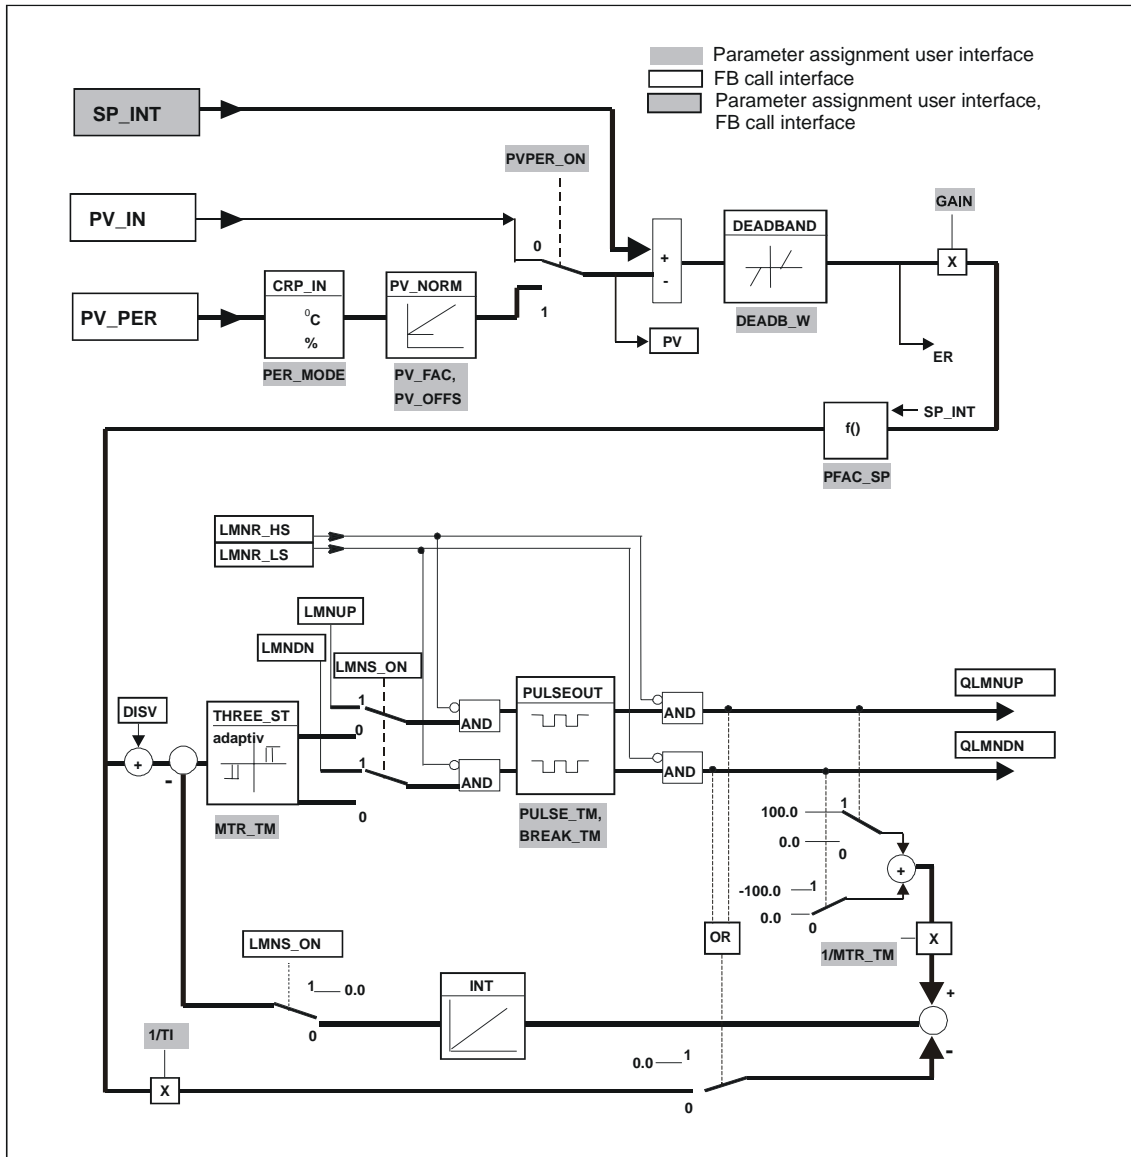 Parameter assignment user interface
FB call interface
Parameter assignment user interface,
FB call interface
SP_INT
PVPER_ON
PV_IN
GAIN
DEADBAND
0
+
-
X
CRP_IN
PV_NORM
⁰C
%
PV_PER
1
DEADB_W
PV
ER
PER_MODE
PV_FAC,
PV_OFFS
SP_INT
f()
PFAC_SP
LMNR_HS
LMNR_LS
LMNUP
LMNDN
LMNS_ON
PULSEOUT
QLMNUP
DISV
THREE_ST
1
AND
AND
adaptiv
0
QLMNDN
+
-
1
AND
AND
0
MTR_TM
PULSE_TM,
BREAK_TM
100.0
1
0.0
0
+
-100.0
1
0.0
0
OR
X
LMNS_ON
1/MTR_TM
1
0.0
INT
+
0
1/TI
-
0.0
1
X
0